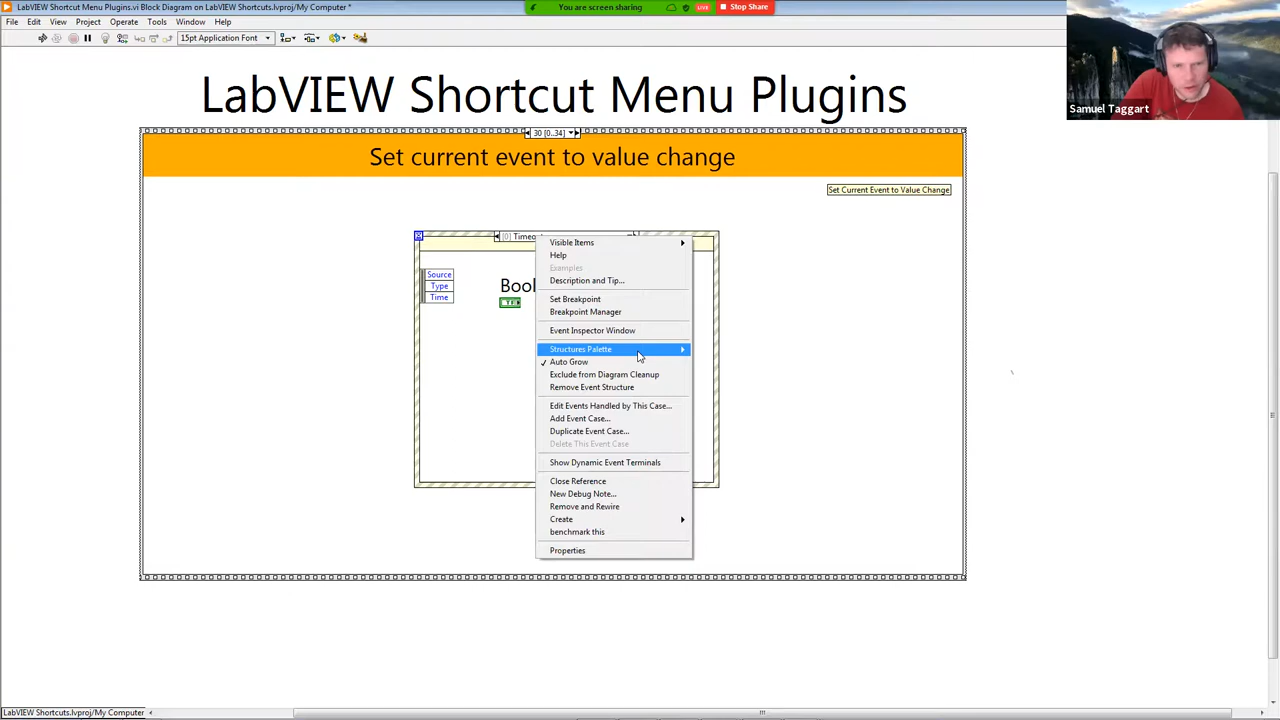 LabVIEW Shortcut Menu Plugins.vi Block Diagram on LabVIEW Shortcuts.lvproj/My Computer *
You are screen sharing
LIVE
Stop Share
File Edit View Project Operate Tools Window Help
15pt Application Font
Samuel Taggart
LabVIEW Shortcut Menu Plugins
30 [0..34]
Set current event to value change
Set Current Event to Value Change
[0]
Source
Type
Time
Visible Items
Help
Examples
Description and Tip...
Set Breakpoint
Breakpoint Manager
Event Inspector Window
Structures Palette
Auto Grow
Exclude from Diagram Cleanup
Remove Event Structure
Edit Events Handled by This Case...
Add Event Case...
Duplicate Event Case...
Delete This Event Case
Show Dynamic Event Terminals
Close Reference
New Debug Note...
Remove and Rewire
Create
benchmark this
Properties
LabVIEW Shortcuts.lvproj/My Computer